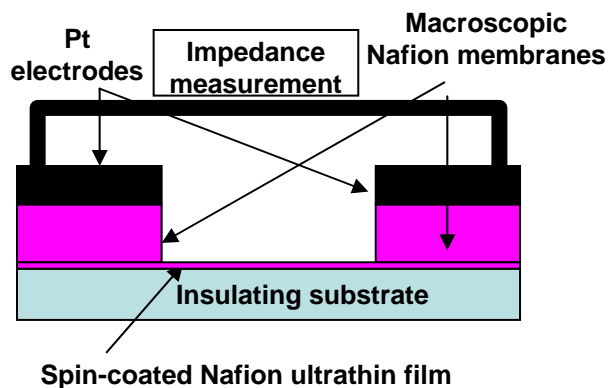 Pt
electrodes
Impedance
measurement
Macroscopic
Nafion membranes
Insulating substrate
Spin-coated Nafion ultrathin film